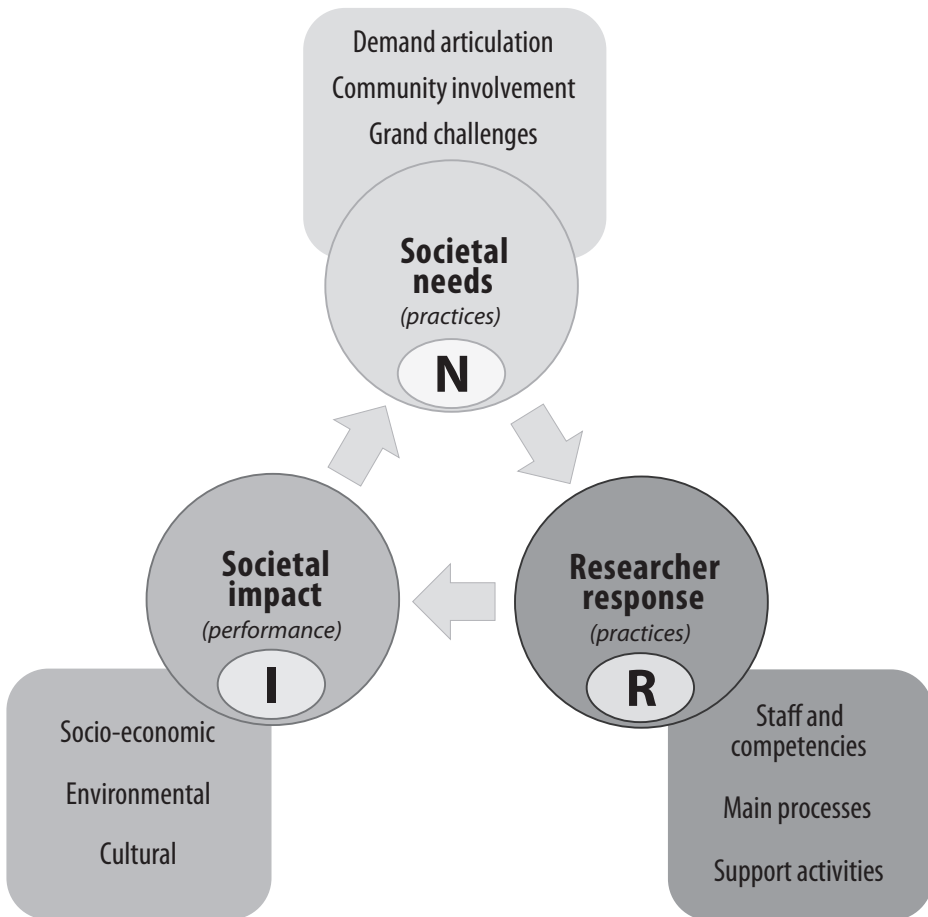 Demand articulation
Community involvement
Grand challenges
Societal
needs
(practices)
N
Societal
impact
(performance)
I
Researcher
response
(practices)
R
Socio-economic
Environmental
Cultural
Staff and
competencies
Main processes
Support activities